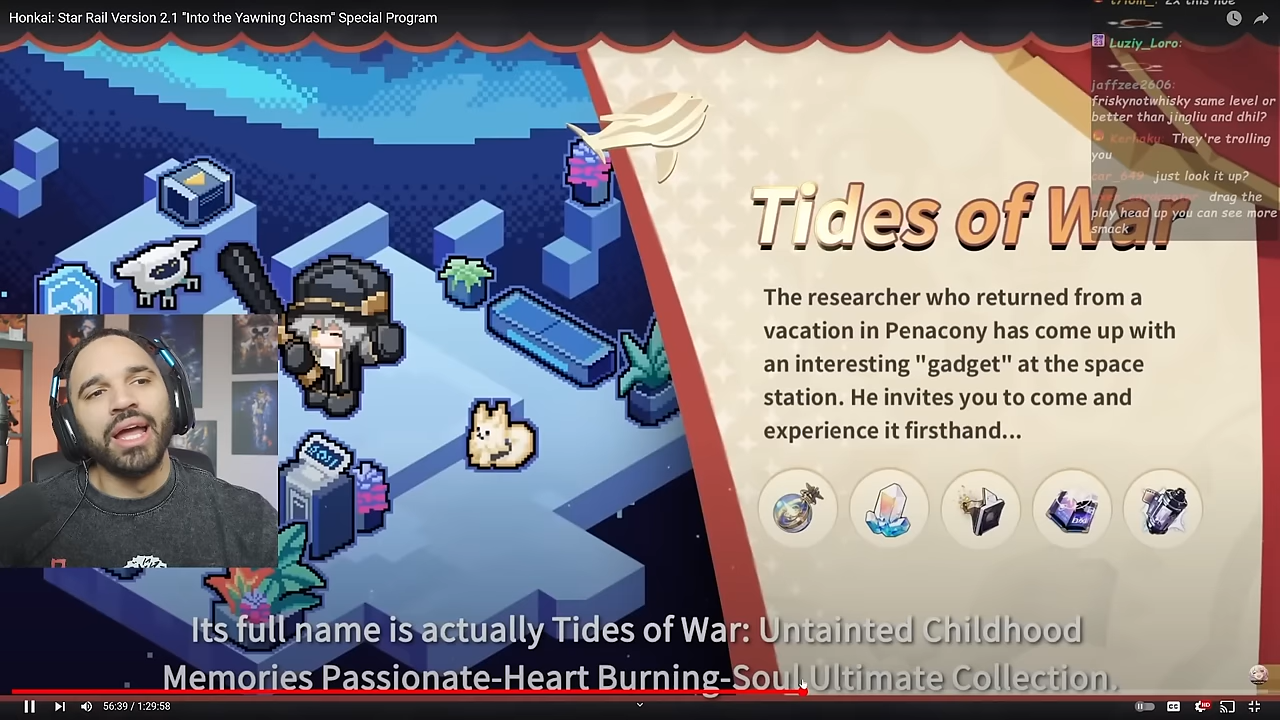 Honkai: Star Rail Version 2.1 "Into the Yawning Chasm" Special Program
Luziy_Loro:
jaffzee2606:
friskynotwhisky same level or
better than jingliu and dhil?
They're trolling
you
just look it up?
drag the
play head up you can see more
smack
Tides of War
The researcher who returned from a
vacation in Penacony has come up with
an interesting "gadget" at the space
station. He invites you to come and
experience it firsthand...
Its full name is actually Tides of War: Untainted Childhood
Memories Passionate-Heart Burning-Soul Ultimate Collection.
56:39 / 1:29:58
CC
HD